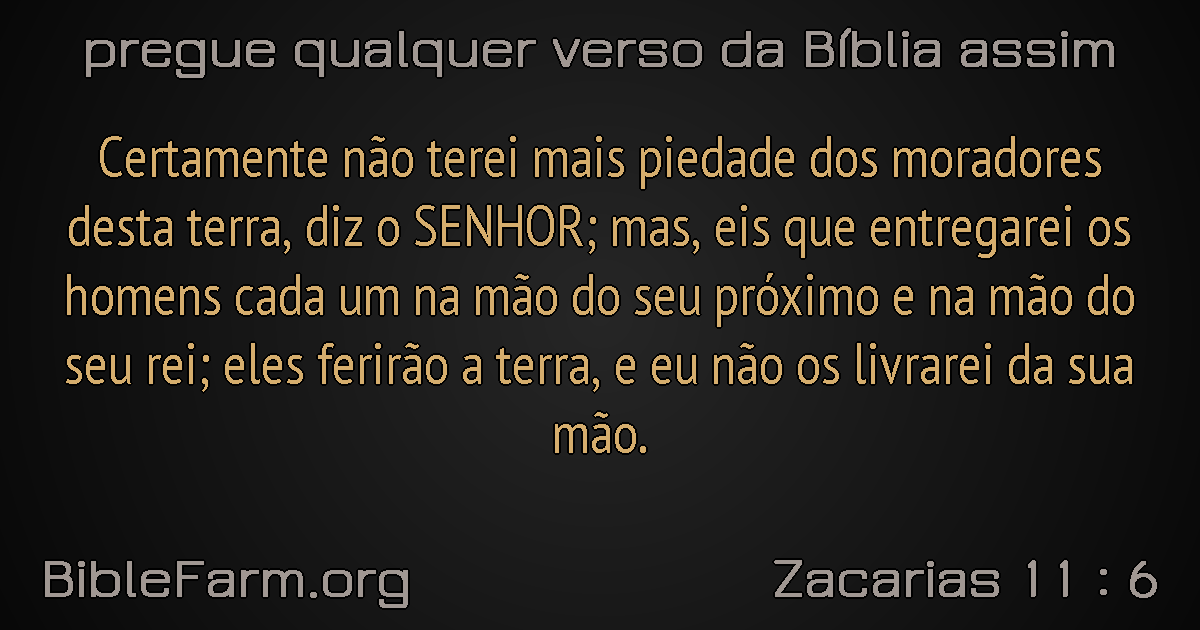 pregue qualquer verso da Bíblia assim
Certamente não terei mais piedade dos moradores
desta terra, diz o SENHOR; mas, eis que entregarei os
homens cada um na mão do seu próximo e na mão do
seu rei; eles ferirão a terra, e eu não os livrarei da sua
mão.
BibleFarm.org
Zacarias 11 : 6